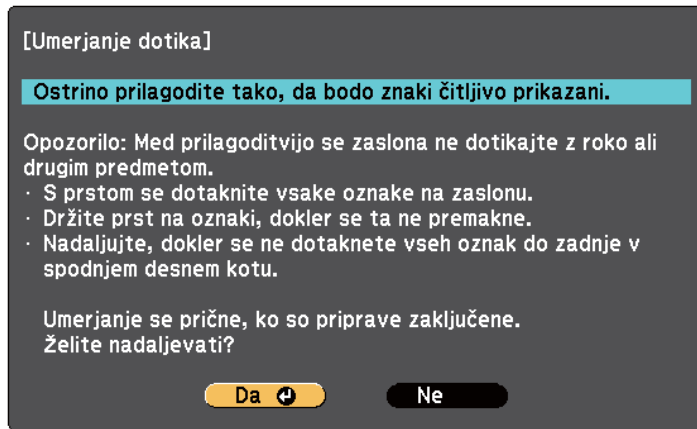 [Umerjanje dotika]
Ostrino prilagodite tako, da bodo znaki čitljivo prikazani.
Opozorilo: Med prilagoditvijo se zaslona ne dotikajte z roko ali
drugim predmetom.
· S prstom se dotaknite vsake oznake na zaslonu.
· Držite prst na oznaki, dokler se ta ne premakne.
· Nadaljujte, dokler se ne dotaknete vseh oznak do zadnje v
spodnjem desnem kotu.
Umerjanje se prične, ko so priprave zaključene.
Želite nadaljevati?
Da Ne